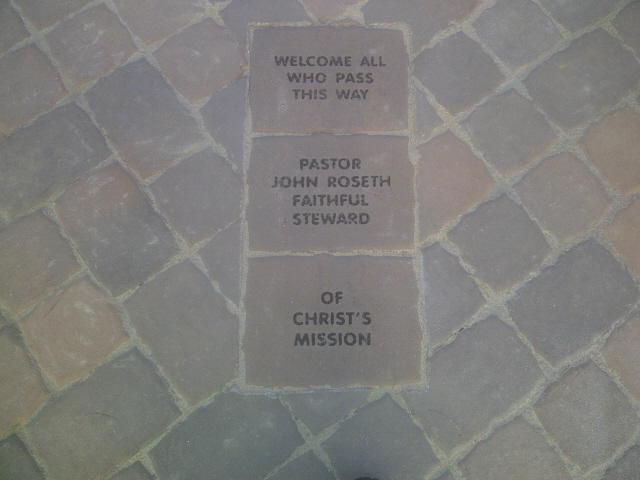 WELCOME ALL
WHO PASS
THIS WAY
PASTOR
JOHN ROSETH
FAITHFUL
STEWARD
OF
CHRIST'S
MISSION